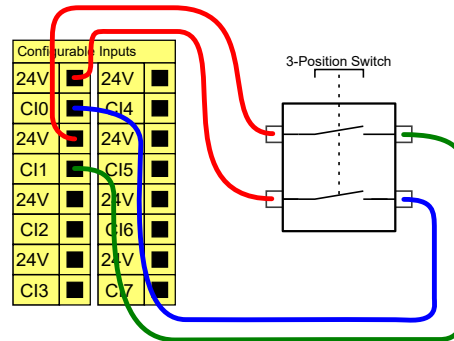 Configurable Inputs
3-Position Switch
24V 24V
CI0 CI4
24V 24V
CI1 CI5
24V 24V
CI2 CI6
24V 24V
CI3 CI7